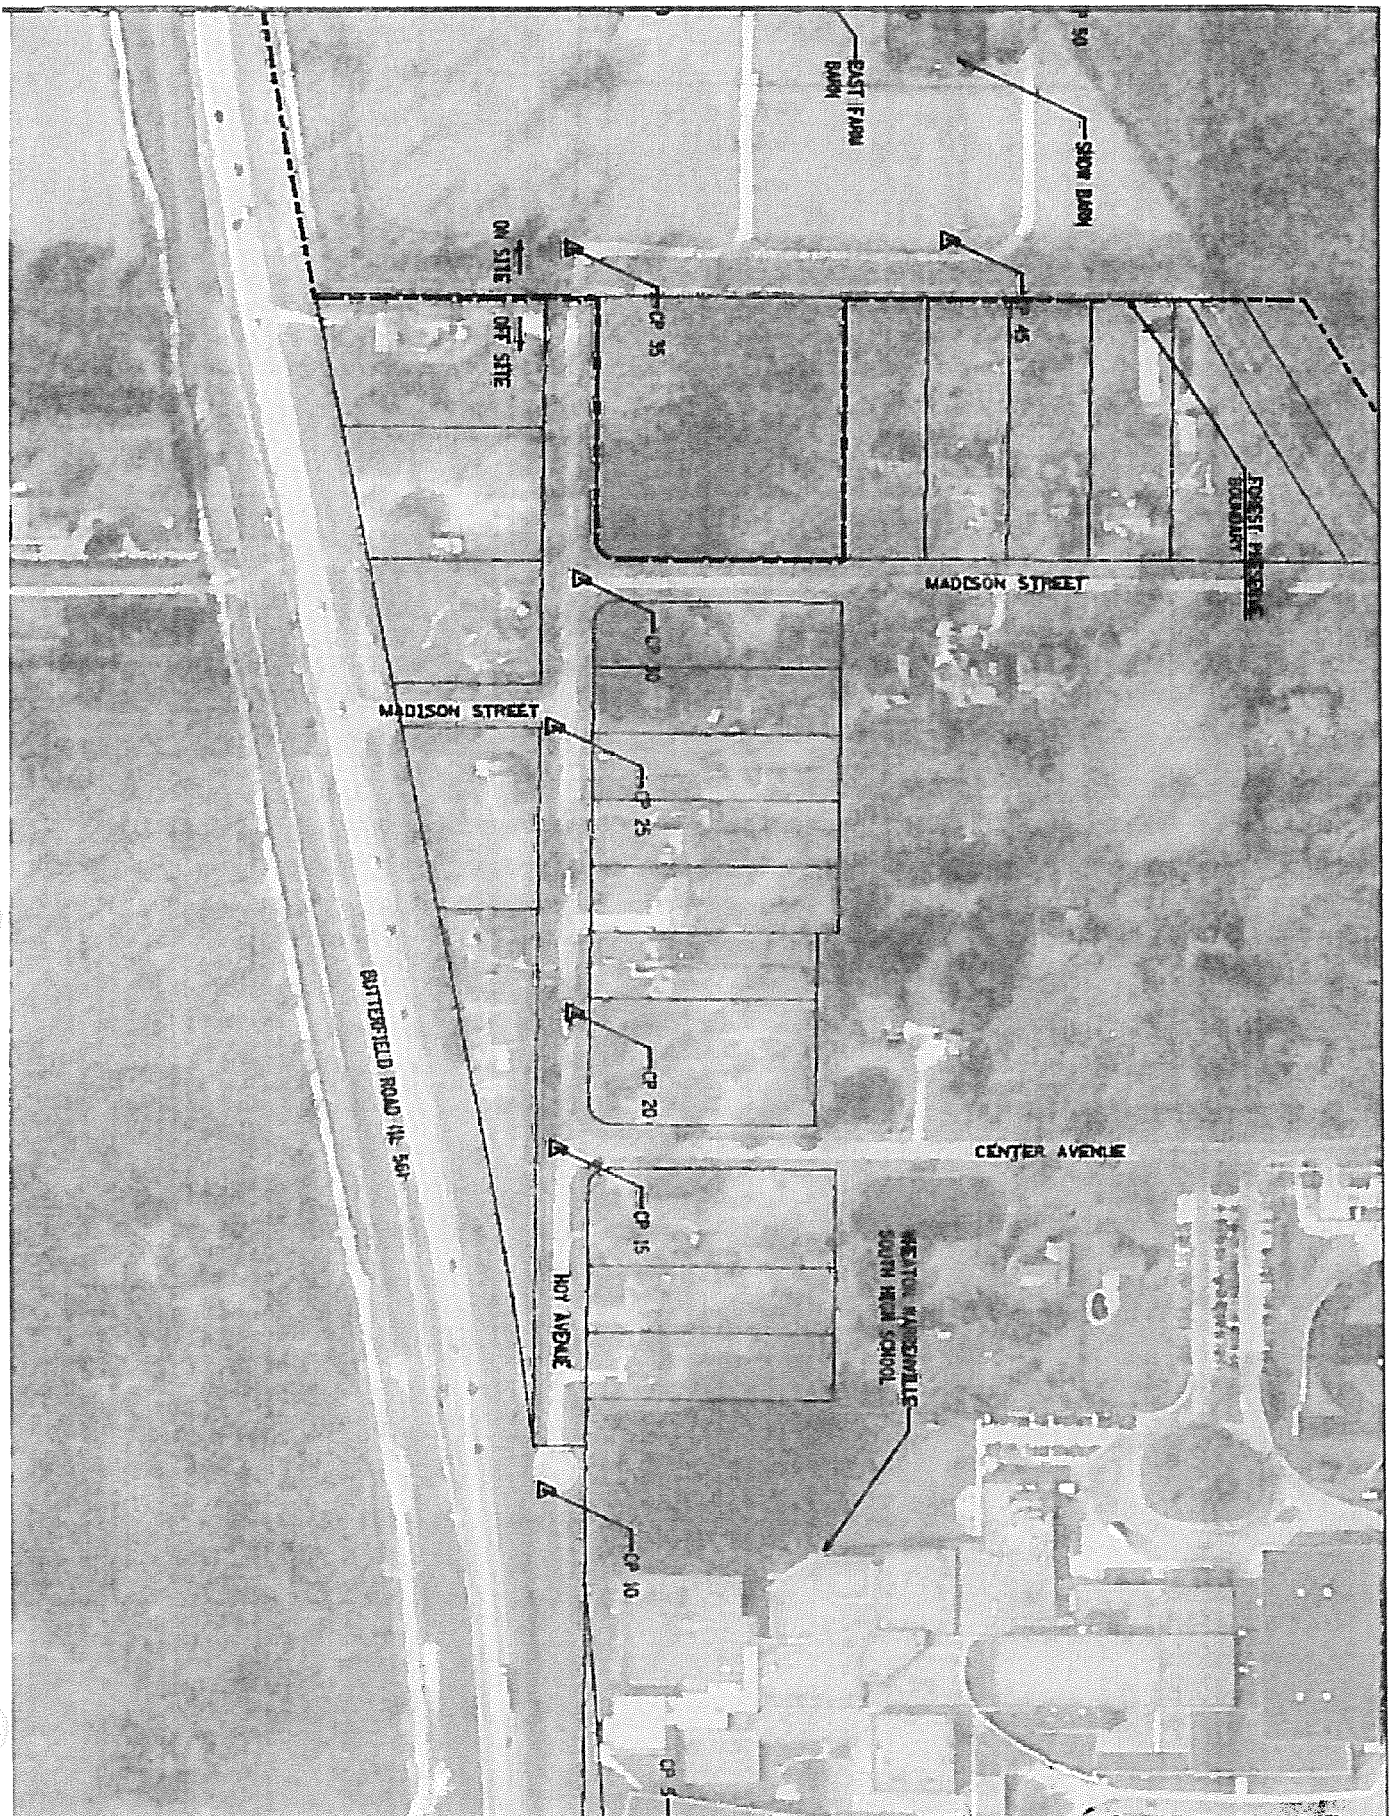 P 50
EAST FARM
BARN
SHOW BARN
ON SITE
OFF SITE
CP 35
CP 45
FOREST PRESERVE
BOUNDARY
MADISON STREET
CP 30
MADISON STREET
CP 25
BUTTERFIELD ROAD (IL 56)
CP 20
CENTER AVENUE
CP 15
HOY AVENUE
WHEATON WARRENVILLE
SOUTH HIGH SCHOOL
CP 10
CP 5